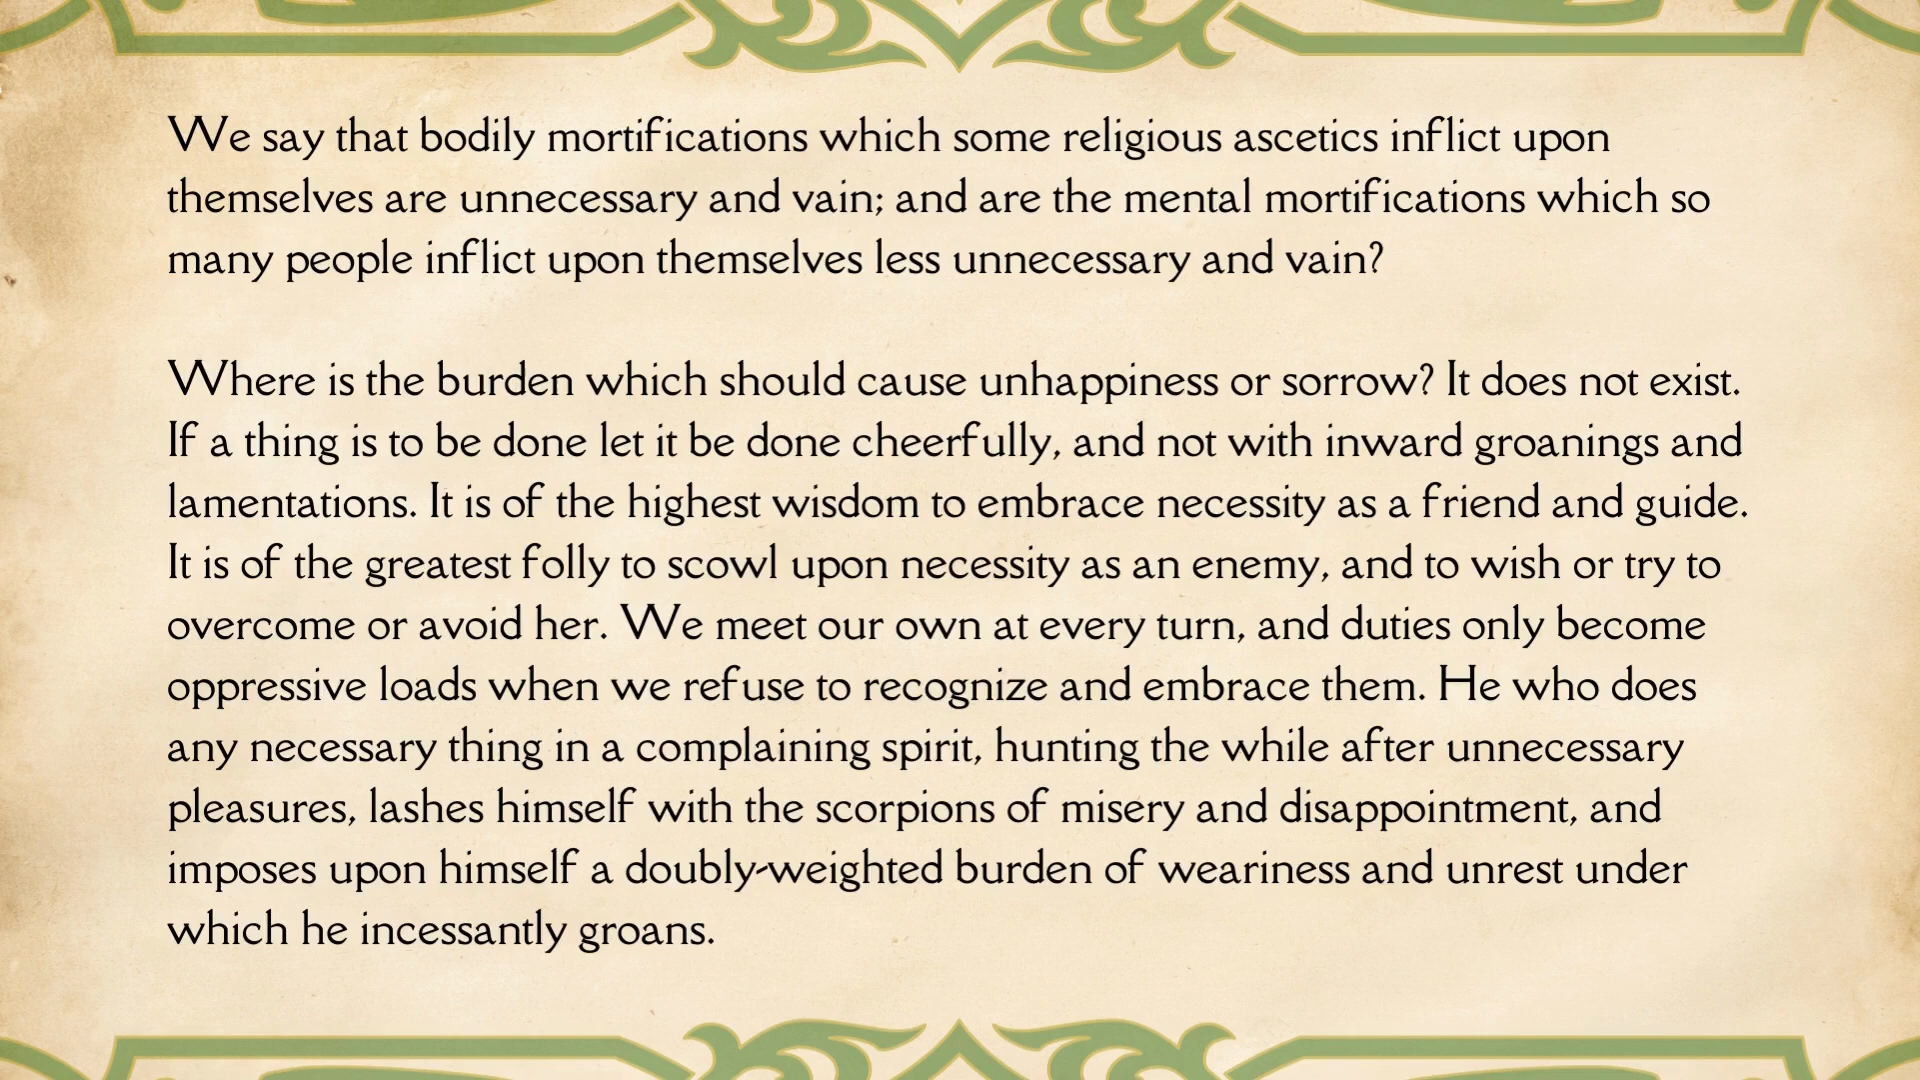 We say that bodily mortifications which some religious ascetics inflict upon
themselves are unnecessary and vain; and are the mental mortifications which so
many people inflict upon themselves less unnecessary and vain?
Where is the burden which should cause unhappiness or sorrow? It does not exist.
If a thing is to be done let it be done cheerfully, and not with inward groanings and
lamentations. It is of the highest wisdom to embrace necessity as a friend and guide.
It is of the greatest folly to scowl upon necessity as an enemy, and to wish or try to
overcome or avoid her. We meet our own at every turn, and duties only become
oppressive loads when we refuse to recognize and embrace them. He who does
any necessary thing in a complaining spirit, hunting the while after unnecessary
pleasures, lashes himself with the scorpions of misery and disappointment, and
imposes upon himself a doubly-weighted burden of weariness and unrest under
which he incessantly groans.